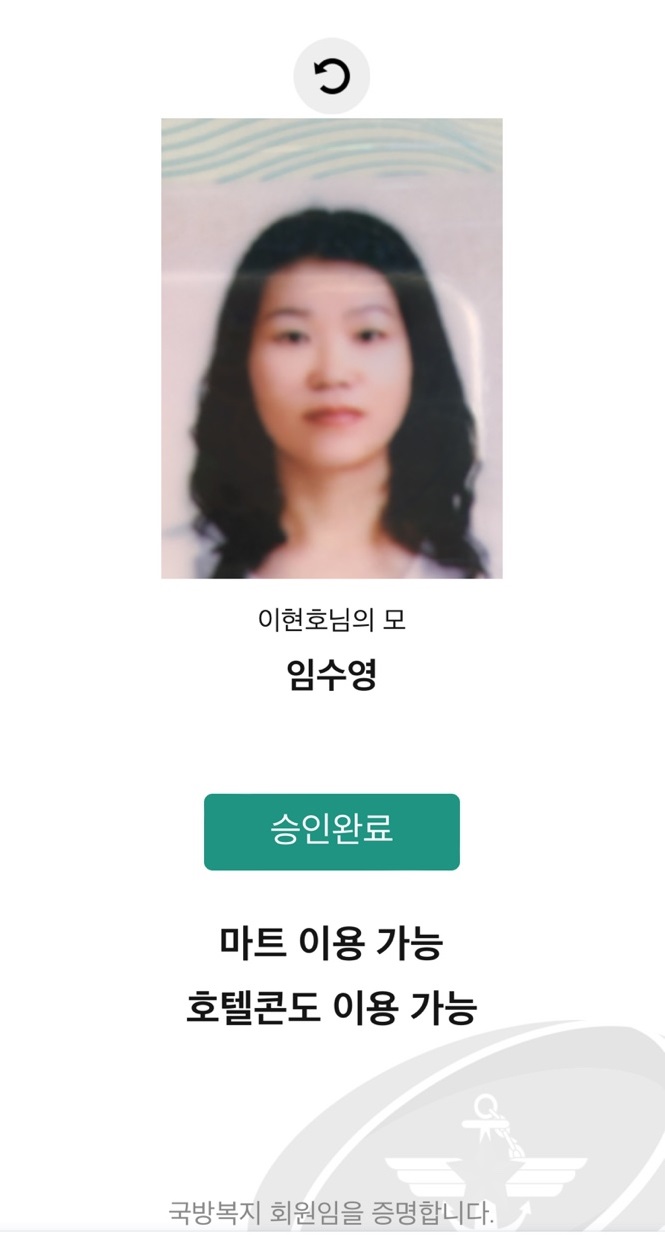 이현호님의 모
임수영
승인완료
마트 이용 가능
호텔콘도 이용 가능
국방복지 회원임을 증명합니다.